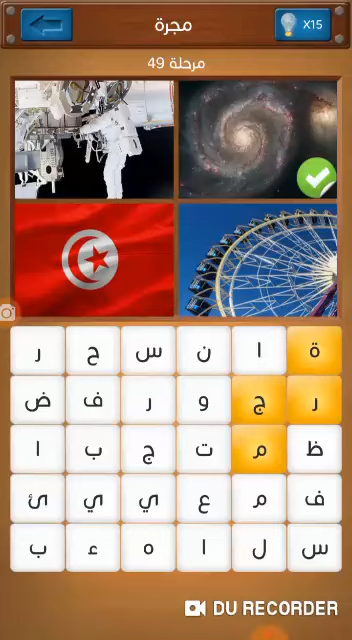 مجرة
X15
مرحلة 49
ة ا ن س ح ر
ر ج و ر ف ض
ظ م ت ج ب ا
ف م ع ي ي ئ
س ل ا ه ء ب
DU RECORDER